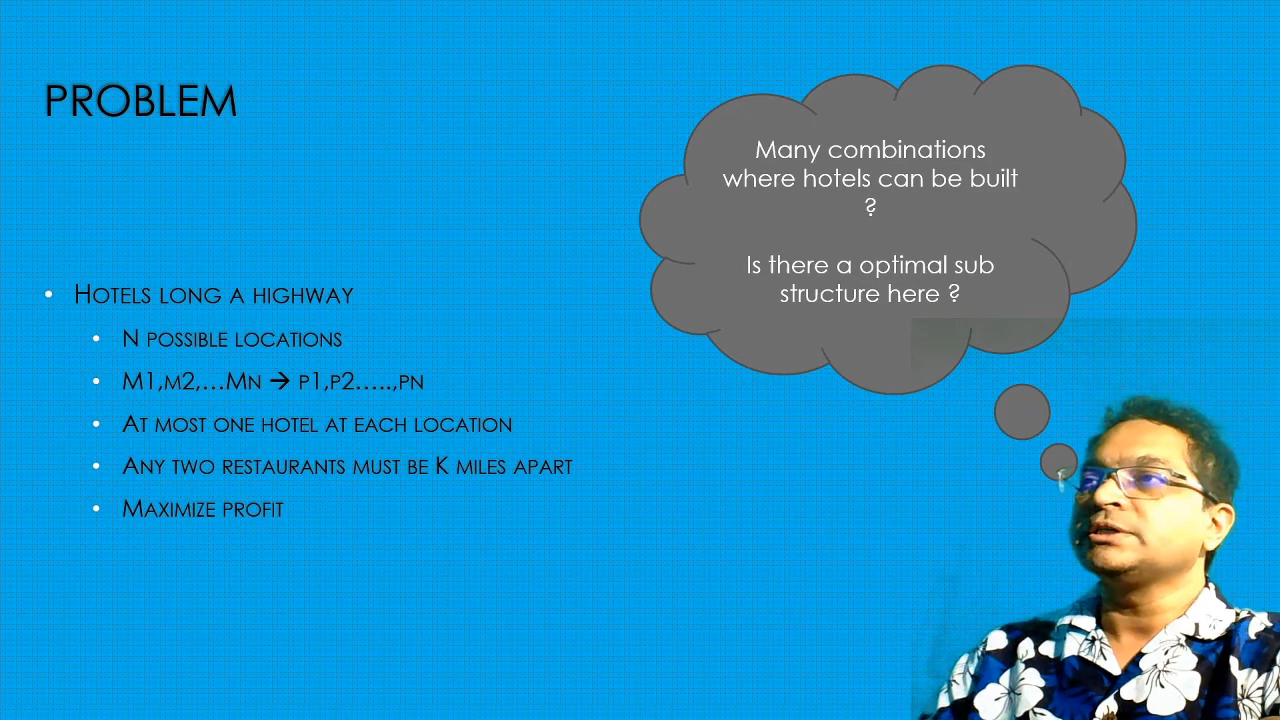 PROBLEM
HOTELS LONG A HIGHWAY
N POSSIBLE LOCATIONS
M1,M2,...MN → P1,P2.....,PN
AT MOST ONE HOTEL AT EACH LOCATION
ANY TWO RESTAURANTS MUST BE K MILES APART
MAXIMIZE PROFIT
Many combinations
where hotels can be built
?
Is there a optimal sub
structure here ?